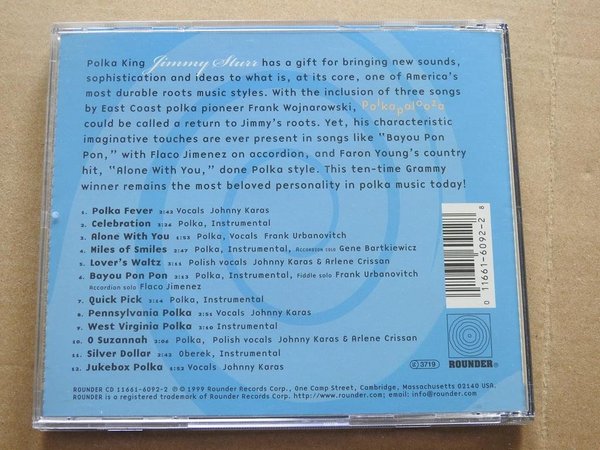 Polka King Jimmy Sturr has a gift for bringing new sounds,
sophistication and ideas to what is, at its core, one of America's
most durable roots music styles. With the inclusion of three songs
by East Coast polka pioneer Frank Wojnarowski, Polkapalooza
could be called a return to Jimmy's roots. Yet, his characteristic
imaginative touches are ever present in songs like "Bayou Pon
Pon," with Flaco Jimenez on accordion, and Faron Young's country
hit, "Alone With You," done Polka style. This ten-time Grammy
winner remains the most beloved personality in polka music today!
1. Polka Fever 2:43 Vocals Johnny Karas
2. Celebration 3:24 Polka, Instrumental
3. Alone With You 1:53 Polka, Vocals Frank Urbanovitch
4. Miles of Smiles 2:47 Polka, Instrumental, Accordion solo Gene Bartkiewicz
5. Lover's Waltz 3:11 Polish vocals Johnny Karas & Arlene Crissan
6. Bayou Pon Pon 3:13 Polka, Instrumental, Fiddle solo Frank Urbanovitch
Accordion solo Flaco Jimenez
7. Quick Pick 2:14 Polka, Instrumental
8. Pennsylvania Polka 2:51 Vocals Johnny Karas
9. West Virginia Polka Instrumental
10. O Suzannah 3:06 Polka, Polish vocals Johnny Karas & Arlene Crissan
11. Silver Dollar 2:43 Oberek, Instrumental
12. Jukebox Polka 1:52 Vocals Johnny Karas
0 11661-6092-2 8
3719
ROUNDER®
ROUNDER CD 11661-6092-2 ℗ © 1999 Rounder Records Corp., One Camp Street, Cambridge, Massachusetts 02140 USA.
ROUNDER is a registered trademark of Rounder Records Corp. http://www.rounder.com; email: info@rounder.com